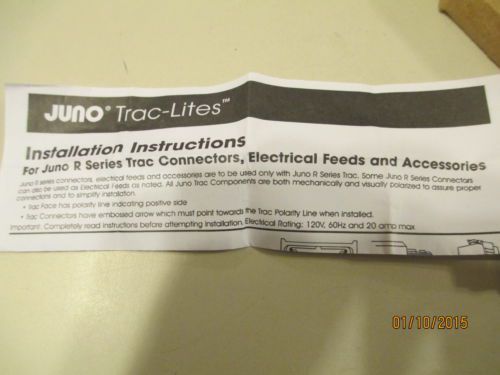 JUNO® Trac-Lites™
Installation Instructions
For Juno R Series Trac Connectors, Electrical Feeds and Accessories
Juno R series connectors, electrical feeds and accessories are to be used only with Juno R Series Trac. Some Juno R Series Connectors
can also be used as Electrical Feeds as noted. All Juno Trac Components are both mechanically and visually polarized to assure proper
connectors and to simplify installation.
• Trac Face has polarity line indicating positive side
• Trac Connectors have embossed arrow which must point towards the Trac Polarity Line when installed.
Important: Completely read instructions before attempting installation. Electrical Rating: 120V, 60Hz and 20 amp max
01/10/2015